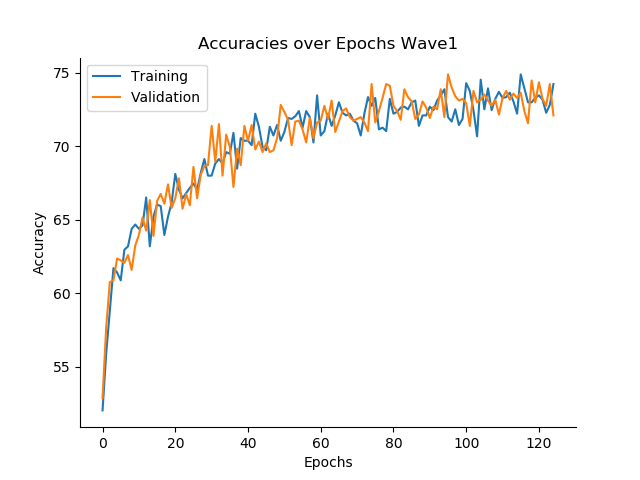 Accuracies over Epochs Wave1
Training
Validation
Accuracy
75
70
65
60
55
0 20 40 60 80 100 120
Epochs